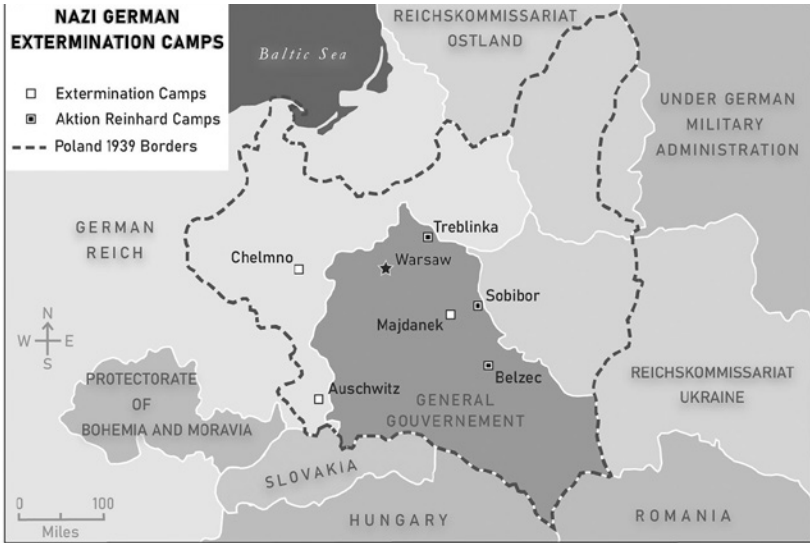 NAZI GERMAN
EXTERMINATION CAMPS
Extermination Camps
Aktion Reinhard Camps
Poland 1939 Borders
Baltic Sea
REICHSKOMMISSARIAT
OSTLAND
UNDER GERMAN
MILITARY
ADMINISTRATION
GERMAN
REICH
Treblinka
Chelmno
Warsaw
Sobibor
Majdanek
N
W E
S
Belzec
PROTECTORATE
OF
BOHEMIA AND MORAVIA
Auschwitz
GENERAL
GOUVERNEMENT
REICHSKOMMISSARIAT
UKRAINE
SLOVAKIA
0 100
Miles
HUNGARY
ROMANIA